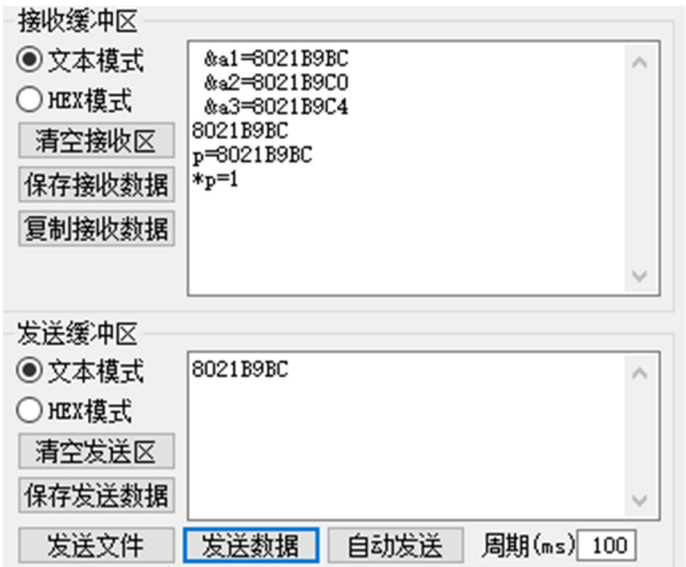 接收缓冲区
文本模式
HEX模式
清空接收区
保存接收数据
复制接收数据
&a1=8021B9BC
&a2=8021B9C0
&a3=8021B9C4
8021B9BC
p=8021B9BC
*p=1
发送缓冲区
文本模式
HEX模式
清空发送区
保存发送数据
8021B9BC
发送文件 发送数据 自动发送 周期(ms) 100